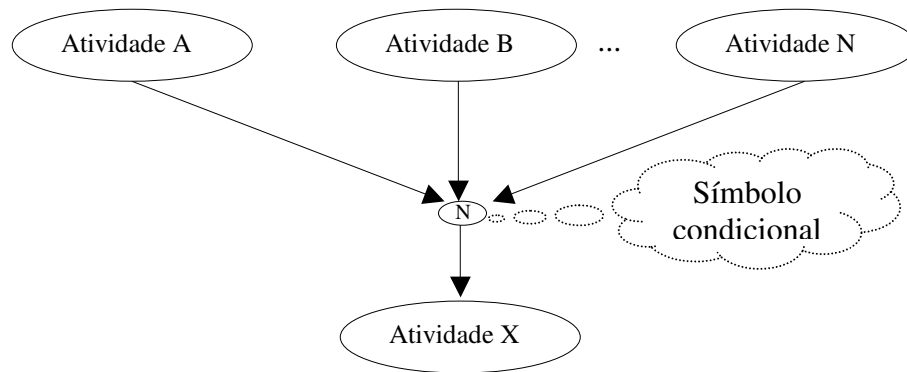 Atividade A
Atividade B
...
Atividade N
N
Símbolo
condicional
Atividade X